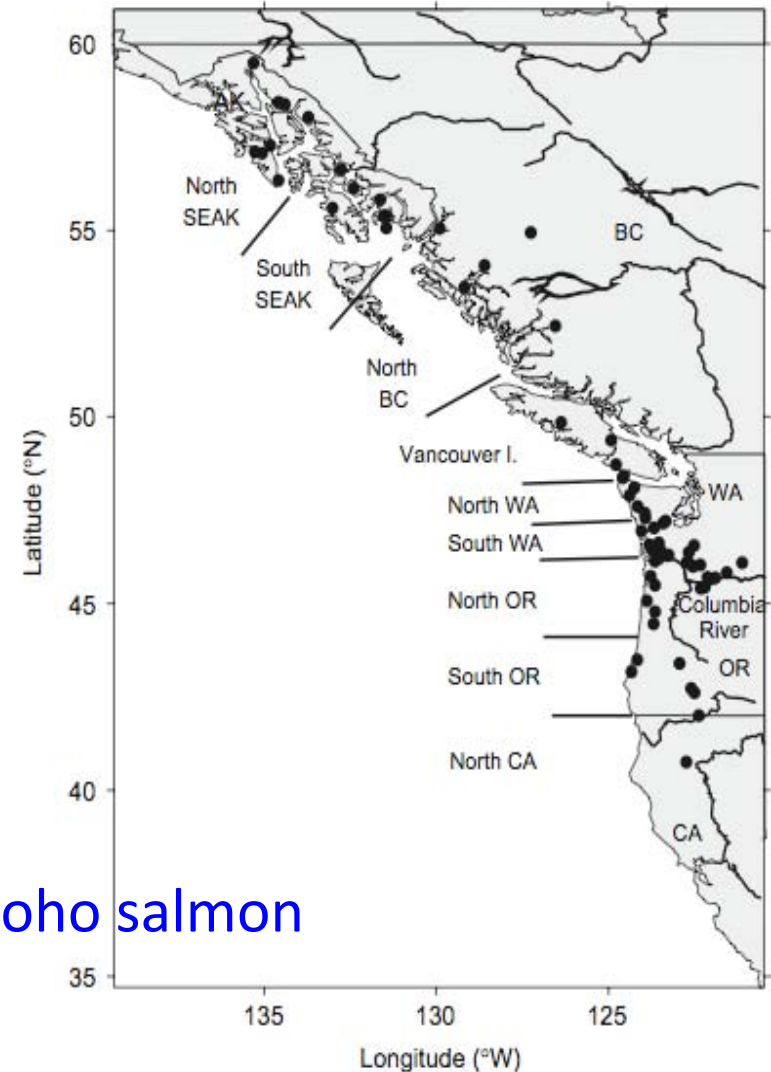 60
AK
North
SEAK
55
BC
South
SEAK
North
BC
50
Vancouver I.
WA
North WA
South WA
45
North OR
Columbia
River
OR
South OR
North CA
40
CA
oho salmon
35
135
130
125
Latitude (°N)
Longitude (°W)